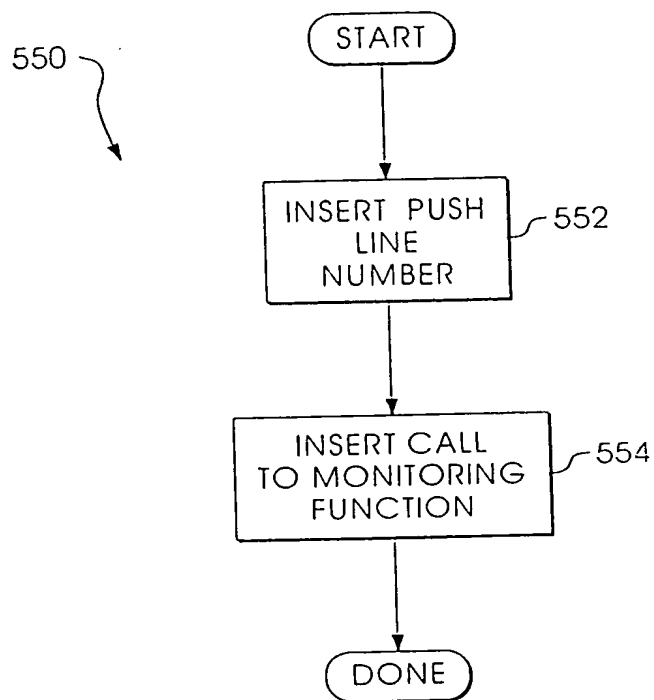 START
550
INSERT PUSH
LINE
NUMBER
552
INSERT CALL
TO MONITORING
FUNCTION
554
DONE